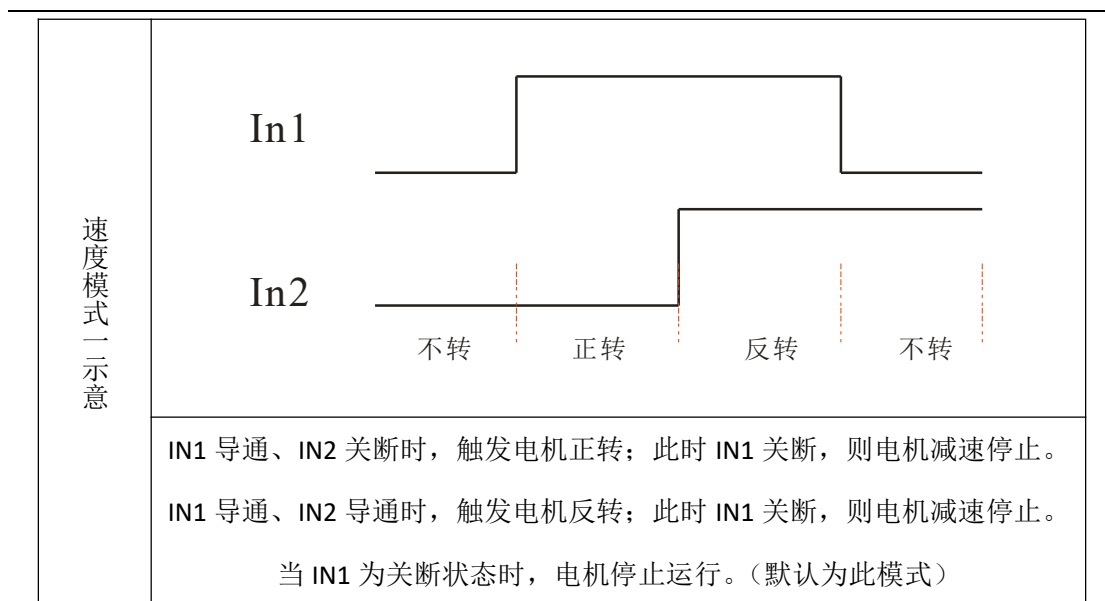 In1
速度模式一示意
In2
不转 正转 反转 不转
IN1 导通、IN2 关断时，触发电机正转；此时 IN1 关断，则电机减速停止。
IN1 导通、IN2 导通时，触发电机反转；此时 IN1 关断，则电机减速停止。
当 IN1 为关断状态时，电机停止运行。（默认为此模式）